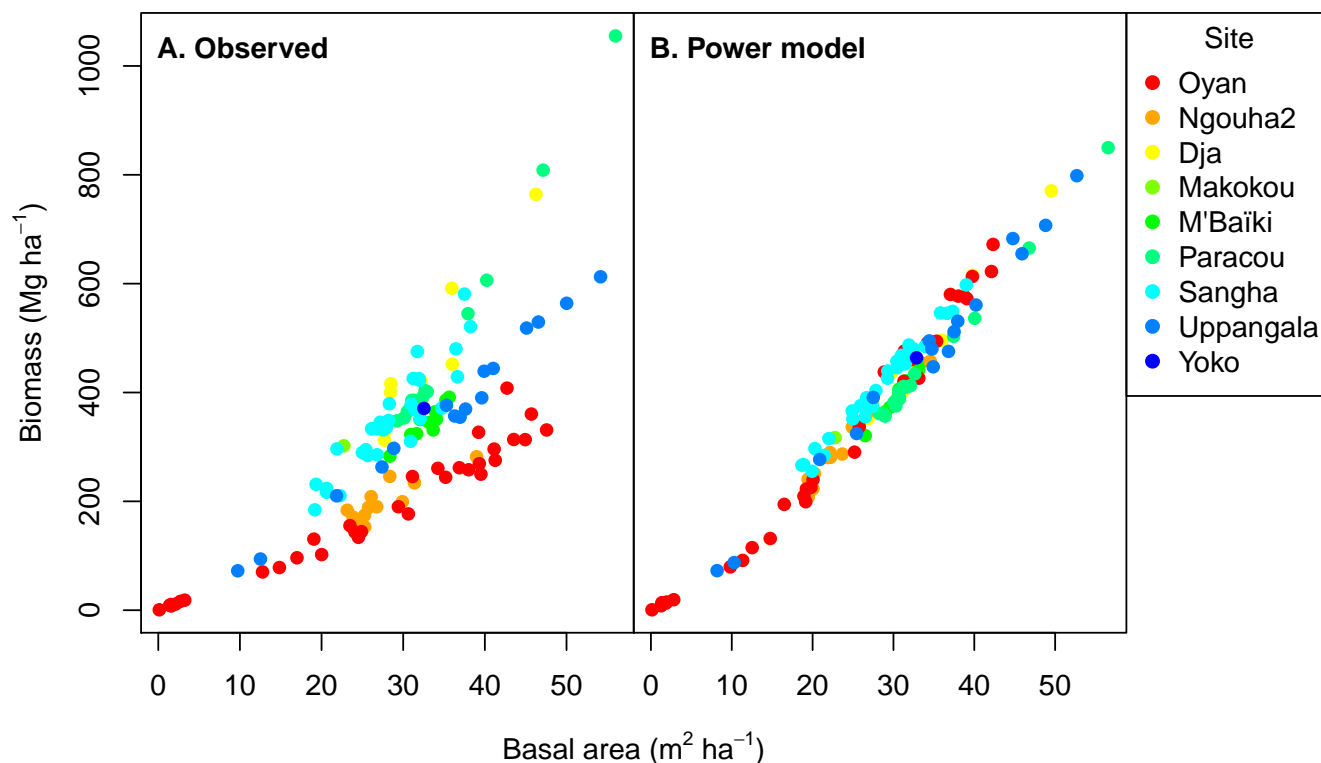 A. Observed
B. Power model
Site
Oyan
Ngouha2
Dja
Makokou
M'Baïki
Paracou
Sangha
Uppangala
Yoko
Biomass (Mg ha⁻¹)
0
200
400
600
800
1000
0 10 20 30 40 50
0 10 20 30 40 50
Basal area (m² ha⁻¹)